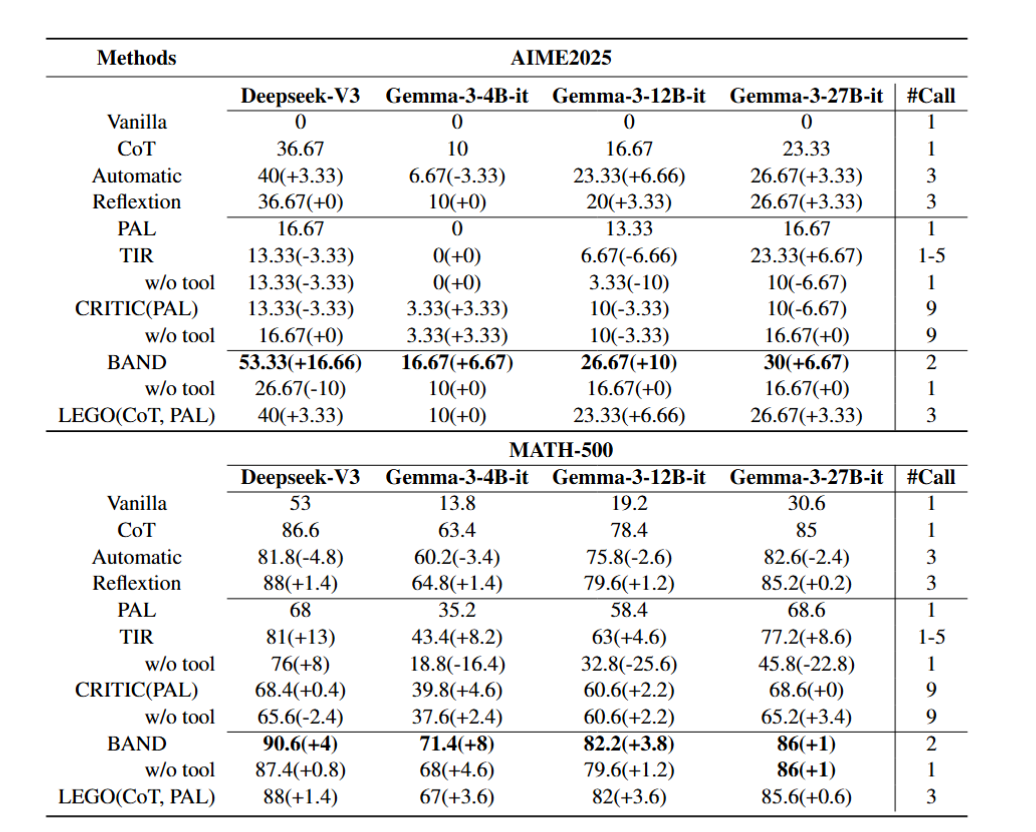 Methods AIME2025
Deepseek-V3 Gemma-3-4B-it Gemma-3-12B-it Gemma-3-27B-it #Call
Vanilla 0 0 0 0 1
CoT 36.67 10 16.67 23.33 1
Automatic 40(+3.33) 6.67(-3.33) 23.33(+6.66) 26.67(+3.33) 3
Reflextion 36.67(+0) 10(+0) 20(+3.33) 26.67(+3.33) 3
PAL 16.67 0 13.33 16.67 1
TIR 13.33(-3.33) 0(+0) 6.67(-6.66) 23.33(+6.67) 1-5
w/o tool 13.33(-3.33) 0(+0) 3.33(-10) 10(-6.67) 1
CRITIC(PAL) 13.33(-3.33) 3.33(+3.33) 10(-3.33) 10(-6.67) 9
w/o tool 16.67(+0) 3.33(+3.33) 10(-3.33) 16.67(+0) 9
BAND 53.33(+16.66) 16.67(+6.67) 26.67(+10) 30(+6.67) 2
w/o tool 26.67(-10) 10(+0) 16.67(+0) 16.67(+0) 1
LEGO(CoT, PAL) 40(+3.33) 10(+0) 23.33(+6.66) 26.67(+3.33) 3
MATH-500
Deepseek-V3 Gemma-3-4B-it Gemma-3-12B-it Gemma-3-27B-it #Call
Vanilla 53 13.8 19.2 30.6 1
CoT 86.6 63.4 78.4 85 1
Automatic 81.8(-4.8) 60.2(-3.4) 75.8(-2.6) 82.6(-2.4) 3
Reflextion 88(+1.4) 64.8(+1.4) 79.6(+1.2) 85.2(+0.2) 3
PAL 68 35.2 58.4 68.6 1
TIR 81(+13) 43.4(+8.2) 63(+4.6) 77.2(+8.6) 1-5
w/o tool 76(+8) 18.8(-16.4) 32.8(-25.6) 45.8(-22.8) 1
CRITIC(PAL) 68.4(+0.4) 39.8(+4.6) 60.6(+2.2) 68.6(+0) 9
w/o tool 65.6(-2.4) 37.6(+2.4) 60.6(+2.2) 65.2(+3.4) 9
BAND 90.6(+4) 71.4(+8) 82.2(+3.8) 86(+1) 2
w/o tool 87.4(+0.8) 68(+4.6) 79.6(+1.2) 86(+1) 1
LEGO(CoT, PAL) 88(+1.4) 67(+3.6) 82(+3.6) 85.6(+0.6) 3